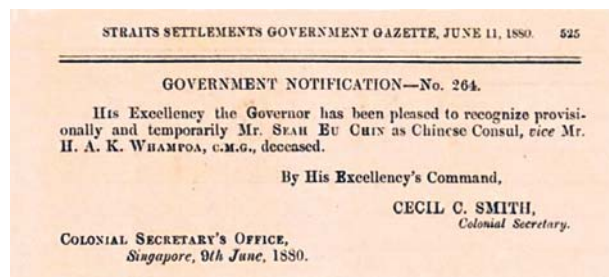 STRAITS SETTLEMENTS GOVERNMENT GAZETTE, JUNE 11, 1880. 525
GOVERNMENT NOTIFICATION—No. 264.
His Excellency the Governor has been pleased to recognize provisi-
onally and temporarily Mr. Seah Eu Chin as Chinese Consul, vice Mr.
H. A. K. Whampoa, c.m.g., deceased.
By His Excellency's Command,
CECIL C. SMITH,
Colonial Secretary.
Colonial Secretary's Office,
Singapore, 9th June, 1880.